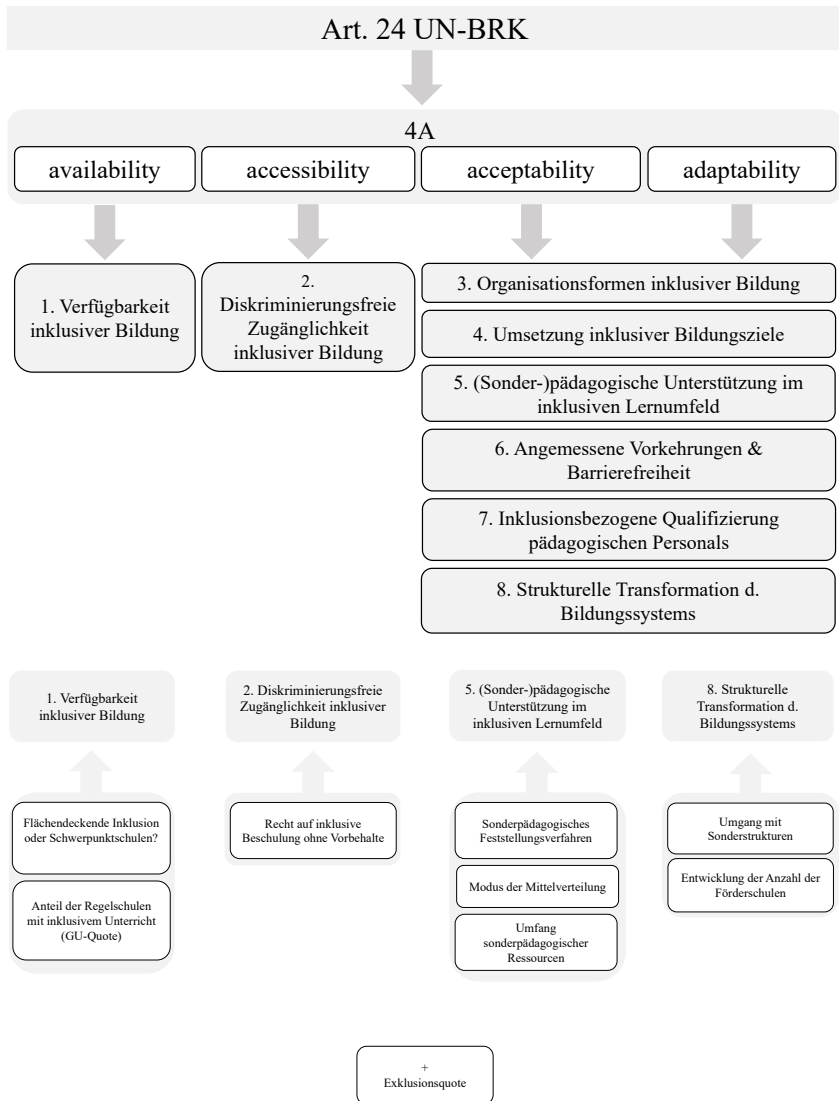 Art. 24 UN-BRK
4A
availability
accessibility
acceptability
adaptability
1. Verfügbarkeit
inklusiver Bildung
2.
Diskriminierungsfreie
Zugänglichkeit
inklusiver Bildung
3. Organisationsformen inklusiver Bildung
4. Umsetzung inklusiver Bildungsziele
5. (Sonder-)pädagogische Unterstützung im
inklusiven Lernumfeld
6. Angemessene Vorkehrungen &
Barrierefreiheit
7. Inklusionsbezogene Qualifizierung
pädagogischen Personals
8. Strukturelle Transformation d.
Bildungssystems
1. Verfügbarkeit
inklusiver Bildung
2. Diskriminierungsfreie
Zugänglichkeit inklusiver
Bildung
5. (Sonder-)pädagogische
Unterstützung im
inklusiven Lernumfeld
8. Strukturelle
Transformation d.
Bildungssystems
Flächendeckende Inklusion
oder Schwerpunktschulen?
Anteil der Regelschulen
mit inklusivem Unterricht
(GU-Quote)
Recht auf inklusive
Beschulung ohne Vorbehalte
Sonderpädagogisches
Feststellungsverfahren
Modus der Mittelverteilung
Umfang
sonderpädagogischer
Ressourcen
Umgang mit
Sonderstrukturen
Entwicklung der Anzahl der
Förderschulen
+
Exklusionsquote